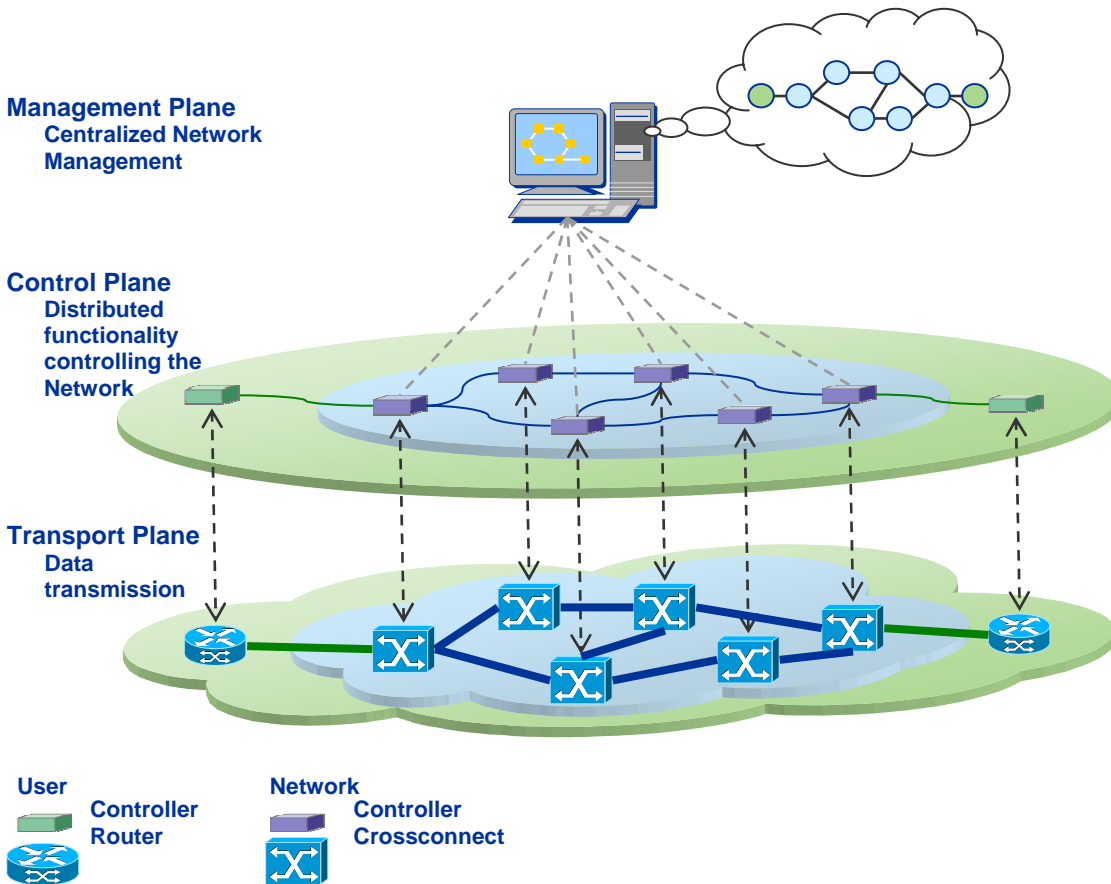 Management Plane
Centralized Network
Management
Control Plane
Distributed
functionality
controlling the
Network
Transport Plane
Data
transmission
User
Controller
Router
Network
Controller
Crossconnect